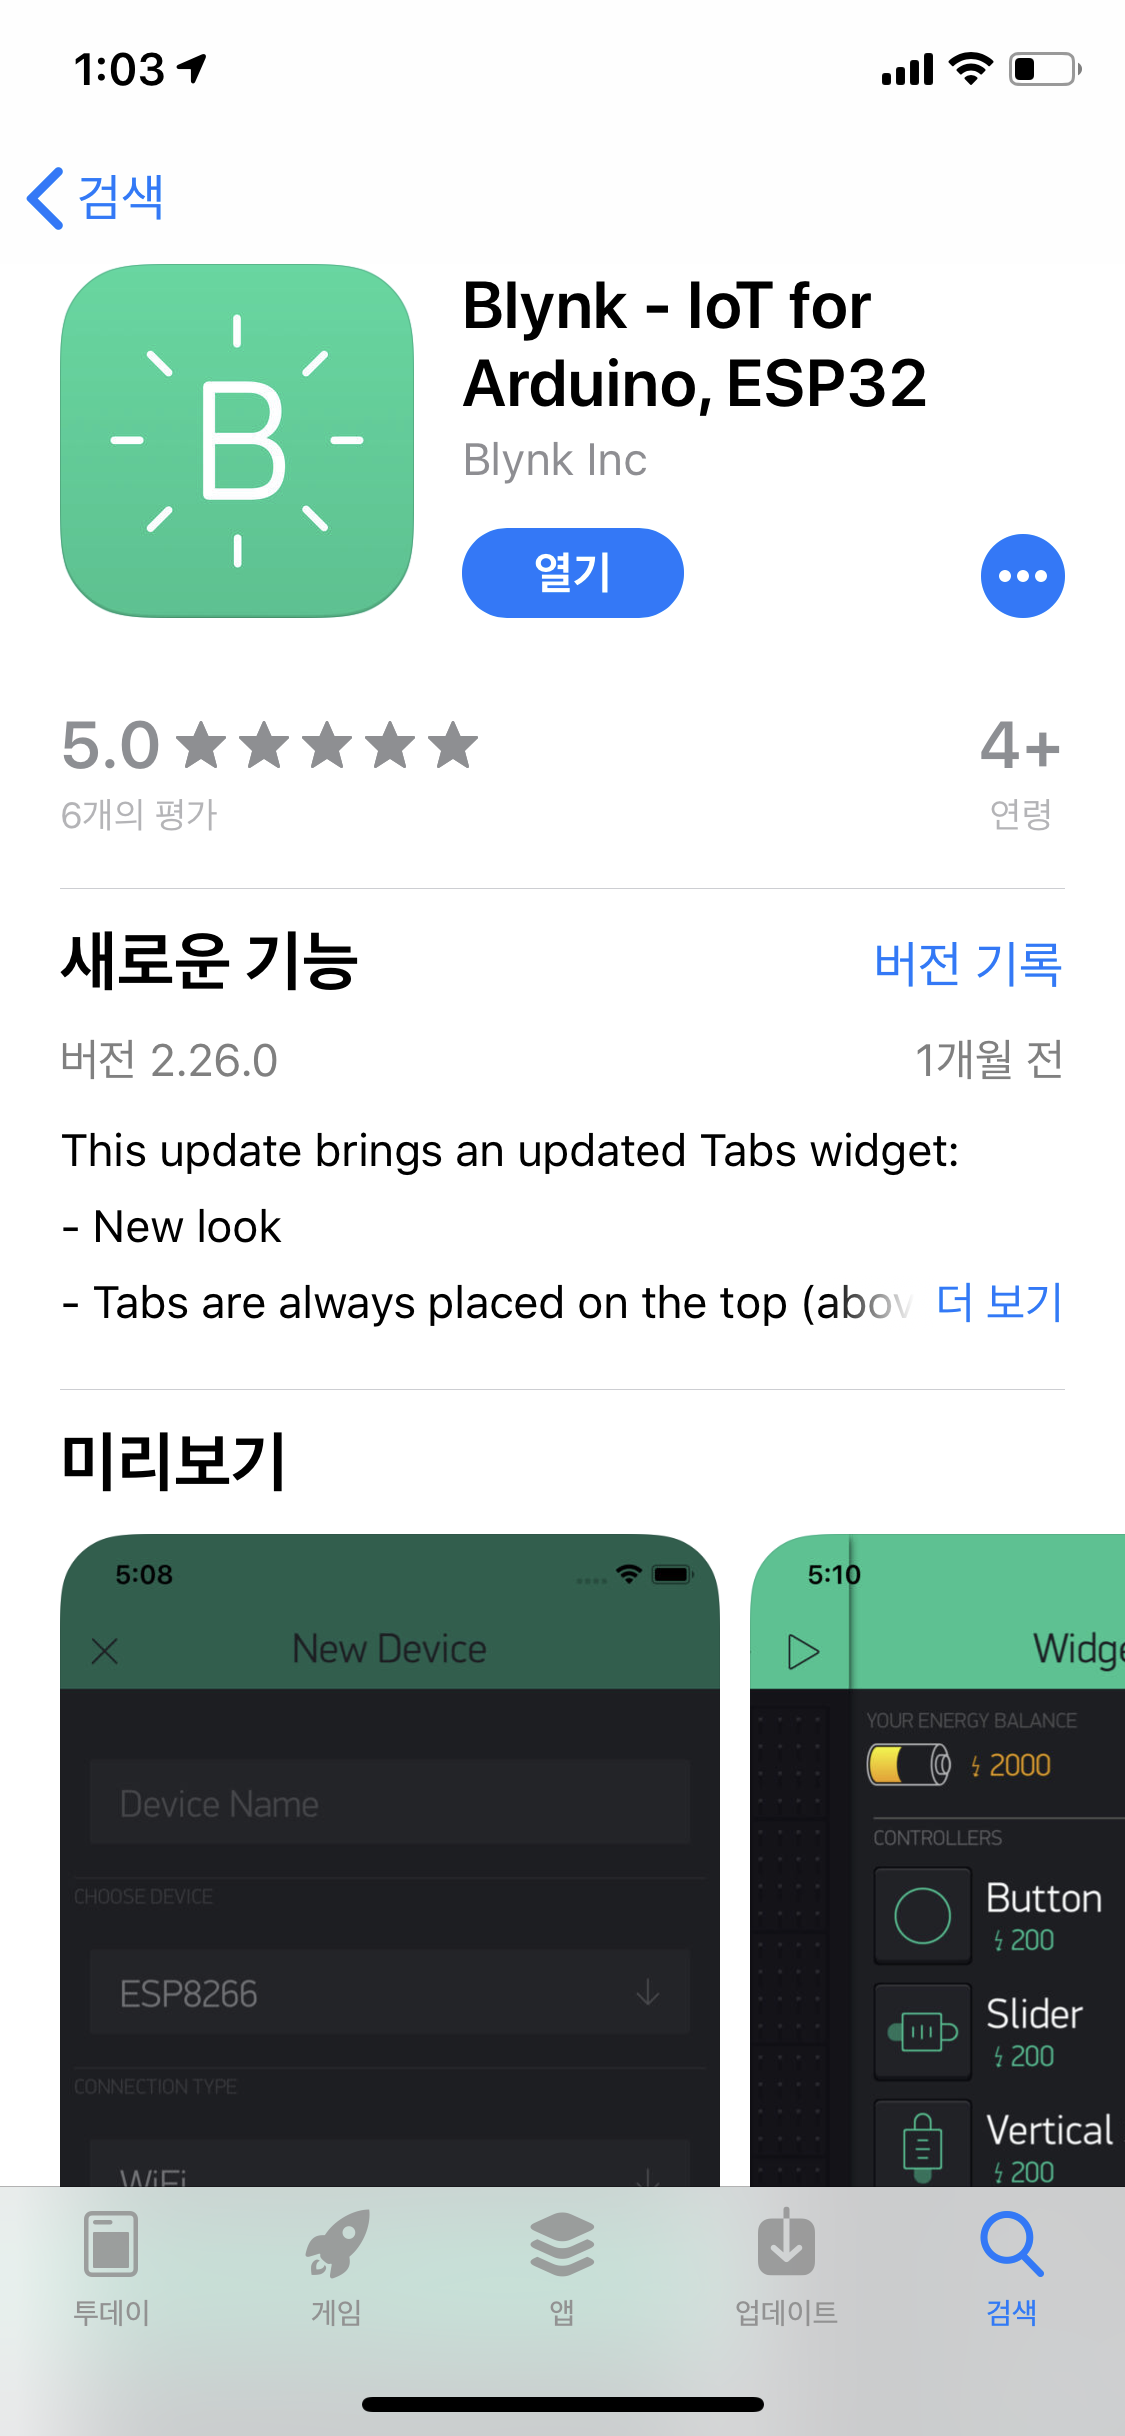 1:03
검색
B
Blynk - IoT for
Arduino, ESP32
Blynk Inc
열기
5.0
4+
6개의 평가
연령
새로운 기능
버전 기록
버전 2.26.0
1개월 전
This update brings an updated Tabs widget:
- New look
- Tabs are always placed on the top (abov
더 보기
미리보기
5:08
New Device
Device Name
CHOOSE DEVICE
ESP8266
CONNECTION TYPE
WiFi
5:10
Widge
YOUR ENERGY BALANCE
2000
CONTROLLERS
Button
200
Slider
200
Vertical
200
투데이
게임
앱
업데이트
검색